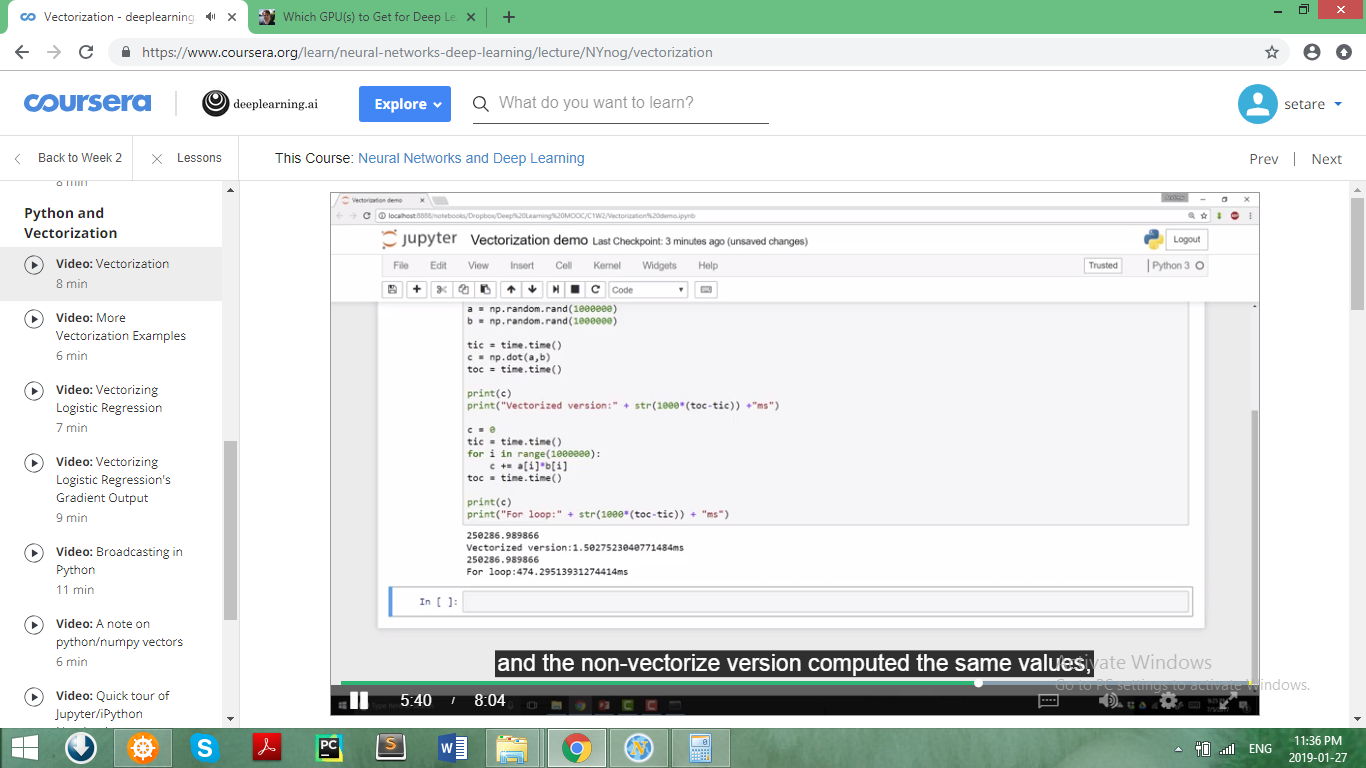 Vectorization - deeplearning
Which GPU(s) to Get for Deep Le
https://www.coursera.org/learn/neural-networks-deep-learning/lecture/NYnog/vectorization
coursera
deeplearning.ai
Explore
What do you want to learn?
setare
Back to Week 2
Lessons
This Course: Neural Networks and Deep Learning
Prev | Next
8 min
Python and
Vectorization
Video: Vectorization
8 min
Video: More
Vectorization Examples
6 min
Video: Vectorizing
Logistic Regression
7 min
Video: Vectorizing
Logistic Regression's
Gradient Output
9 min
Video: Broadcasting in
Python
11 min
Video: A note on
python/numpy vectors
6 min
Video: Quick tour of
Jupyter/iPython
Vectorization demo
localhost:8888/notebooks/Dropbox/Deep%20Learning%20MOOC/C1W2/Vectorization%20demo.ipynb
jupyter Vectorization demo Last Checkpoint: 3 minutes ago (unsaved changes)
Logout
File Edit View Insert Cell Kernel Widgets Help
Trusted
Python 3
Code
a = np.random.rand(1000000)
b = np.random.rand(1000000)
tic = time.time()
c = np.dot(a,b)
toc = time.time()
print(c)
print("Vectorized version:" + str(1000*(toc-tic)) +"ms")
c = 0
tic = time.time()
for i in range(1000000):
c += a[i]*b[i]
toc = time.time()
print(c)
print("For loop:" + str(1000*(toc-tic)) + "ms")
250286.989866
Vectorized version:1.5027523040771484ms
250286.989866
For loop:474.29513931274414ms
In [ ]:
and the non-vectorize version computed the same values,
Activate Windows
Go to PC settings to activate Windows.
5:40 / 8:04
ENG
11:36 PM
2019-01-27